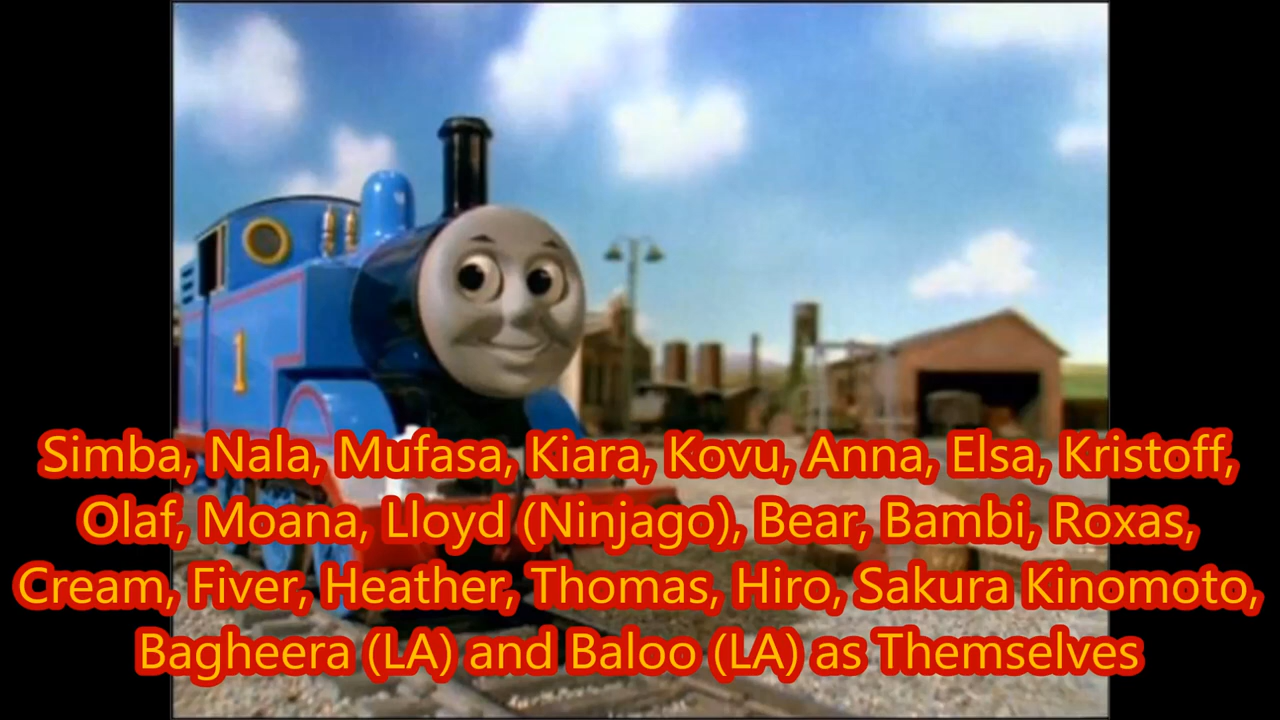 1
Simba, Nala, Mufasa, Kiara, Kovu, Anna, Elsa, Kristoff,
Olaf, Moana, Lloyd (Ninjago), Bear, Bambi, Roxas,
Cream, Fiver, Heather, Thomas, Hiro, Sakura Kinomoto,
Bagheera (LA) and Baloo (LA) as Themselves